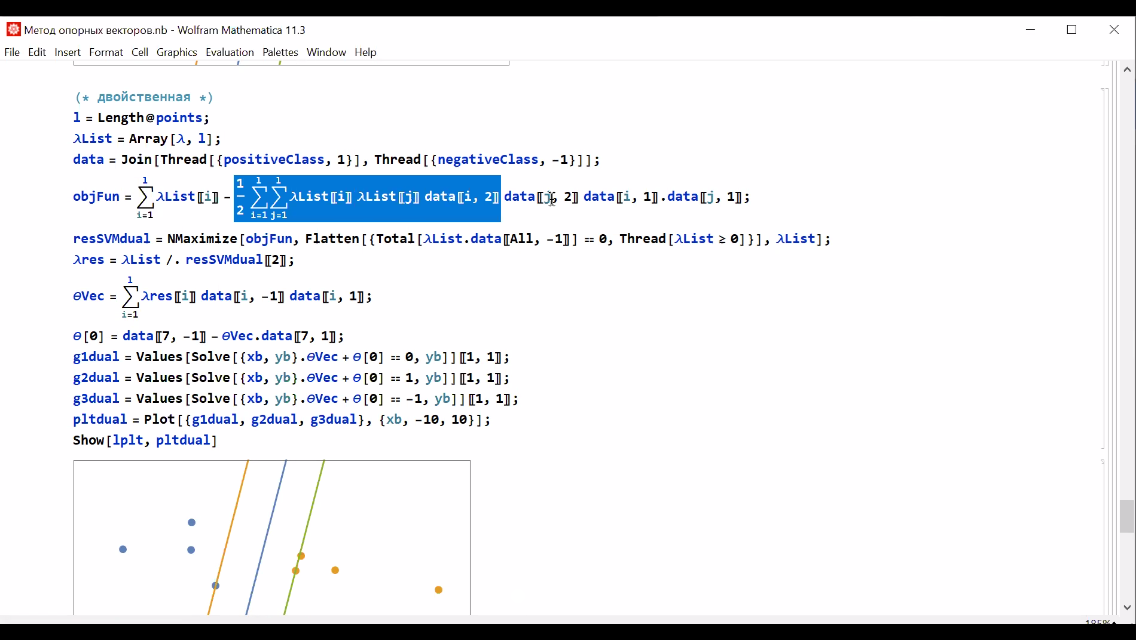 Метод опорных векторов.nb - Wolfram Mathematica 11.3
File Edit Insert Format Cell Graphics Evaluation Palettes Window Help
(* двойственная *)
l = Length@points;
λList = Array[λ, l];
data = Join[Thread[{positiveClass, 1}], Thread[{negativeClass, -1}]];
objFun = ∑_{i=1}^{l} λList〚i〛 - 1/2 ∑_{i=1}^{l} ∑_{j=1}^{l} λList〚i〛 λList〚j〛 data〚i, 2〛 data〚j, 2〛 data〚i, 1〛.data〚j, 1〛;
resSVMdual = NMaximize[objFun, Flatten[{Total[λList.data〚All, -1〛] == 0, Thread[λList ≥ 0]}], λList];
λres = λList /. resSVMdual〚2〛;
θVec = ∑_{i=1}^{l} λres〚i〛 data〚i, -1〛 data〚i, 1〛;
θ[0] = data〚7, -1〛 - θVec.data〚7, 1〛;
g1dual = Values[Solve[{xb, yb}.θVec + θ[0] == 0, yb]]〚1, 1〛;
g2dual = Values[Solve[{xb, yb}.θVec + θ[0] == 1, yb]]〚1, 1〛;
g3dual = Values[Solve[{xb, yb}.θVec + θ[0] == -1, yb]]〚1, 1〛;
pltdual = Plot[{g1dual, g2dual, g3dual}, {xb, -10, 10}];
Show[lplt, pltdual]